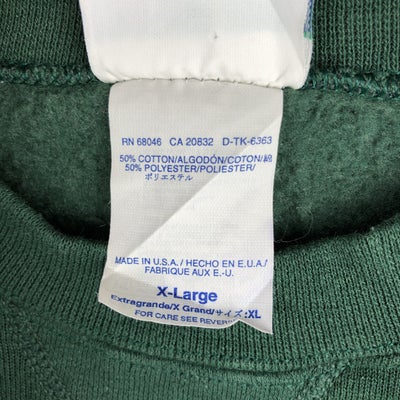 RN 68046 CA 20832 D-TK-6363
50% COTTON/ALGODÓN/COTON/綿
50% POLYESTER/POLIESTER/
ポリエステル
MADE IN U.S.A./ HECHO EN E.U.A./
FABRIQUE AUX E.-U.
X-Large
Extragrande/X Grand/サイズ:XL
FOR CARE SEE REVERS